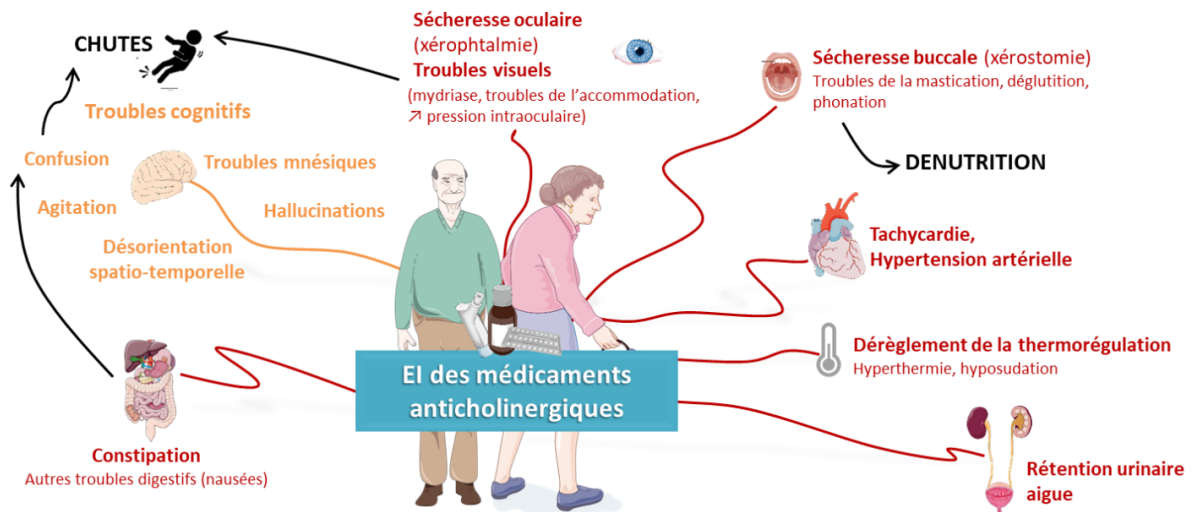 CHUTES
Troubles cognitifs
Confusion
Troubles mnésiques
Agitation
Hallucinations
Désorientation
spatio-temporelle
Sécheresse oculaire
(xérophtalmie)
Troubles visuels
(mydriase, troubles de l'accommodation,
↗ pression intraoculaire)
Sécheresse buccale (xérostomie)
Troubles de la mastication, déglutition,
phonation
DENUTRITION
Tachycardie,
Hypertension artérielle
Dérèglement de la thermorégulation
Hyperthermie, hyposudation
EI des médicaments
anticholinergiques
Constipation
Autres troubles digestifs (nausées)
Rétention urinaire
aigue